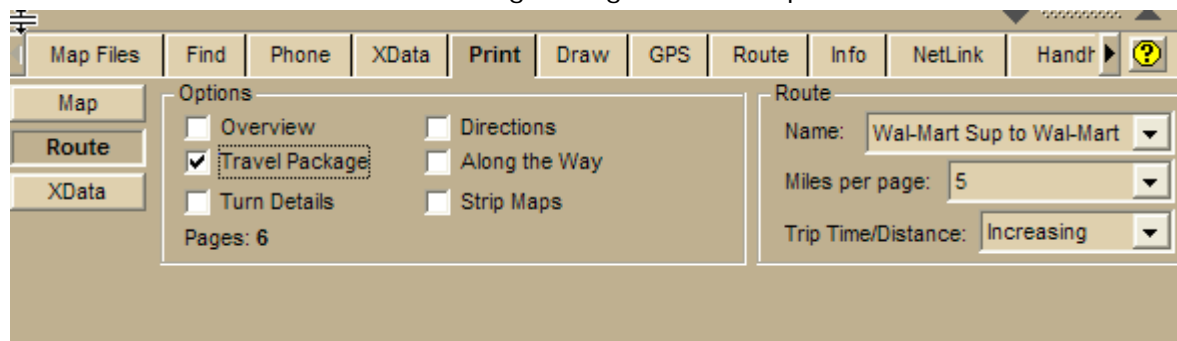 Map Files Find Phone XData Print Draw GPS Route Info NetLink
Map
Route
XData
Options
Overview Directions
Travel Package Along the Way
Turn Details Strip Maps
Pages: 6
Route
Name: Wal-Mart Sup to Wal-Mart
Miles per page: 5
Trip Time/Distance: Increasing